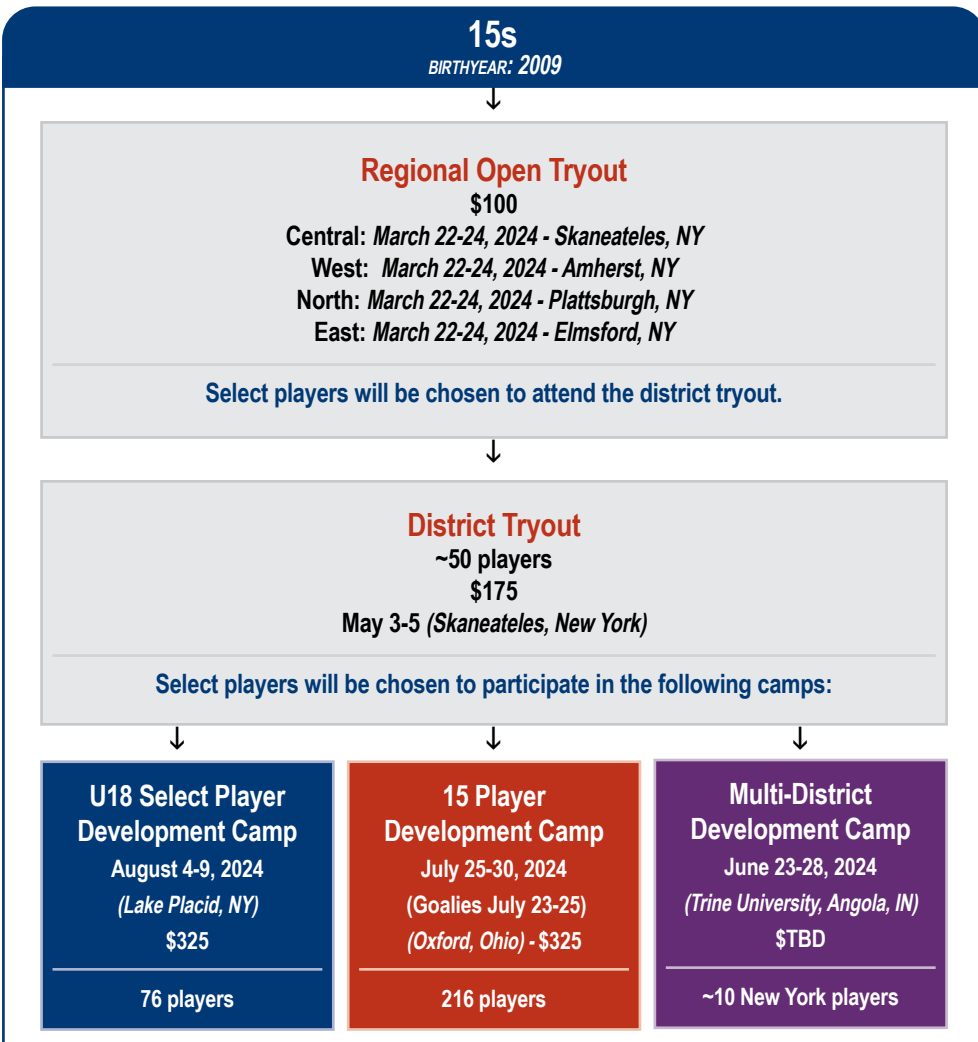 15s
BIRTHYEAR: 2009
↓
Regional Open Tryout
$100
Central: March 22-24, 2024 - Skaneateles, NY
West: March 22-24, 2024 - Amherst, NY
North: March 22-24, 2024 - Plattsburgh, NY
East: March 22-24, 2024 - Elmsford, NY
Select players will be chosen to attend the district tryout.
↓
District Tryout
~50 players
$175
May 3-5 (Skaneateles, New York)
Select players will be chosen to participate in the following camps:
↓ ↓ ↓
U18 Select Player
Development Camp
August 4-9, 2024
(Lake Placid, NY)
$325
76 players
15 Player
Development Camp
July 25-30, 2024
(Goalies July 23-25)
(Oxford, Ohio) - $325
216 players
Multi-District
Development Camp
June 23-28, 2024
(Trine University, Angola, IN)
$TBD
~10 New York players